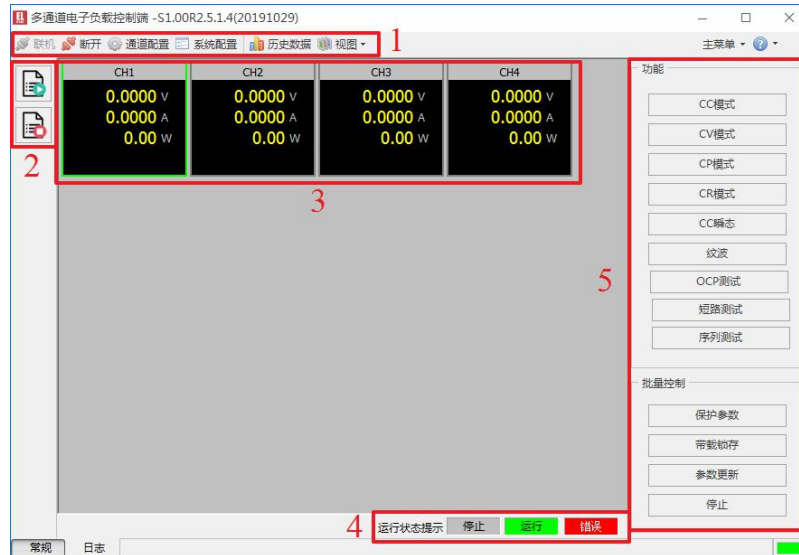 多通道电子负载控制端 -S1.00R2.5.1.4(20191029)
联机 断开 通道配置 系统配置 历史数据 视图 1 主菜单 ?
CH1 CH2 CH3 CH4
0.0000 V 0.0000 V 0.0000 V 0.0000 V
0.0000 A 0.0000 A 0.0000 A 0.0000 A
0.00 W 0.00 W 0.00 W 0.00 W
2
3
功能
CC模式
CV模式
CP模式
CR模式
CC瞬态
纹波
5
OCP测试
短路测试
序列测试
批量控制
保护参数
带载锁存
参数更新
停止
4 运行状态提示 停止 运行 错误
常规 日志